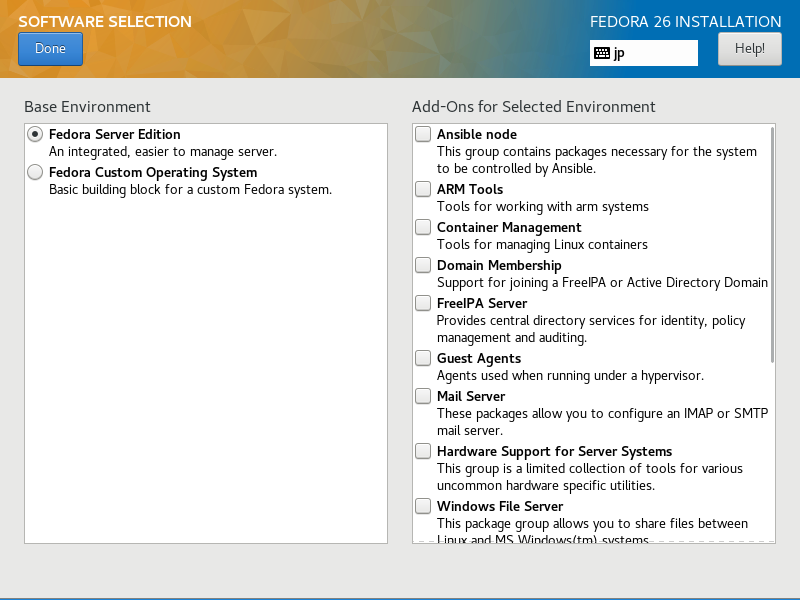 SOFTWARE SELECTION
Done
FEDORA 26 INSTALLATION
jp
Help!
Base Environment
Fedora Server Edition
An integrated, easier to manage server.
Fedora Custom Operating System
Basic building block for a custom Fedora system.
Add-Ons for Selected Environment
Ansible node
This group contains packages necessary for the system
to be controlled by Ansible.
ARM Tools
Tools for working with arm systems
Container Management
Tools for managing Linux containers
Domain Membership
Support for joining a FreeIPA or Active Directory Domain
FreeIPA Server
Provides central directory services for identity, policy
management and auditing.
Guest Agents
Agents used when running under a hypervisor.
Mail Server
These packages allow you to configure an IMAP or SMTP
mail server.
Hardware Support for Server Systems
This group is a limited collection of tools for various
uncommon hardware specific utilities.
Windows File Server
This package group allows you to share files between
Linux and MS Windows(tm) systems.